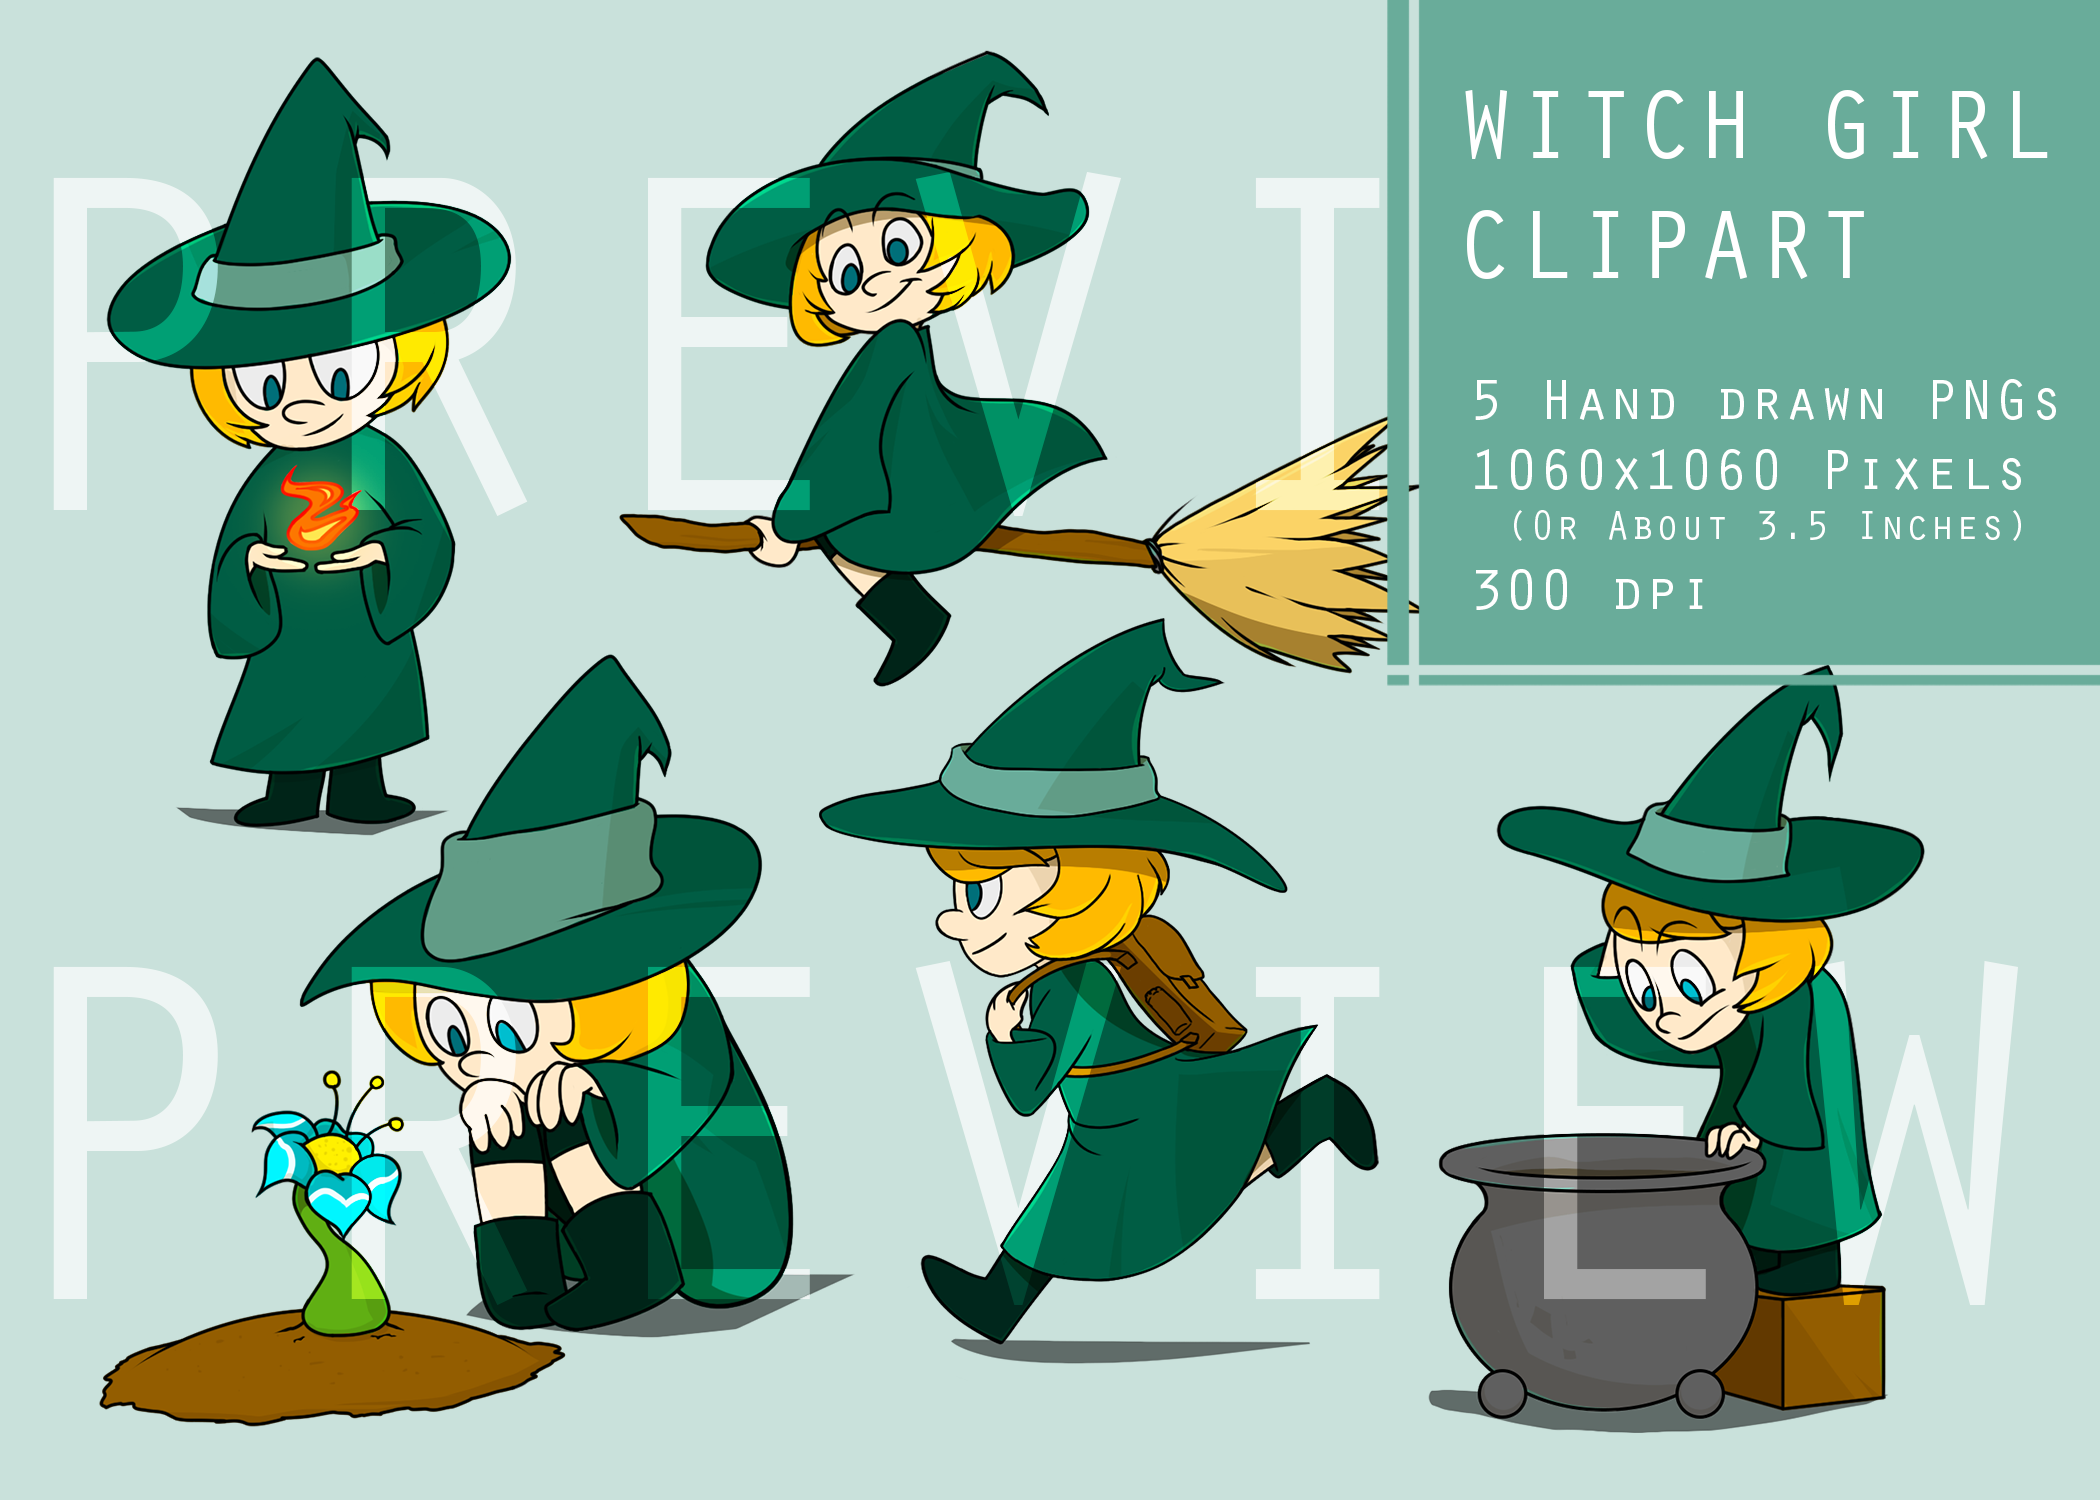 WITCH GIRL
CLIPART
5 HAND DRAWN PNGS
1060X1060 PIXELS
(OR ABOUT 3.5 INCHES)
300 DPI
PREVI
PREVIEW